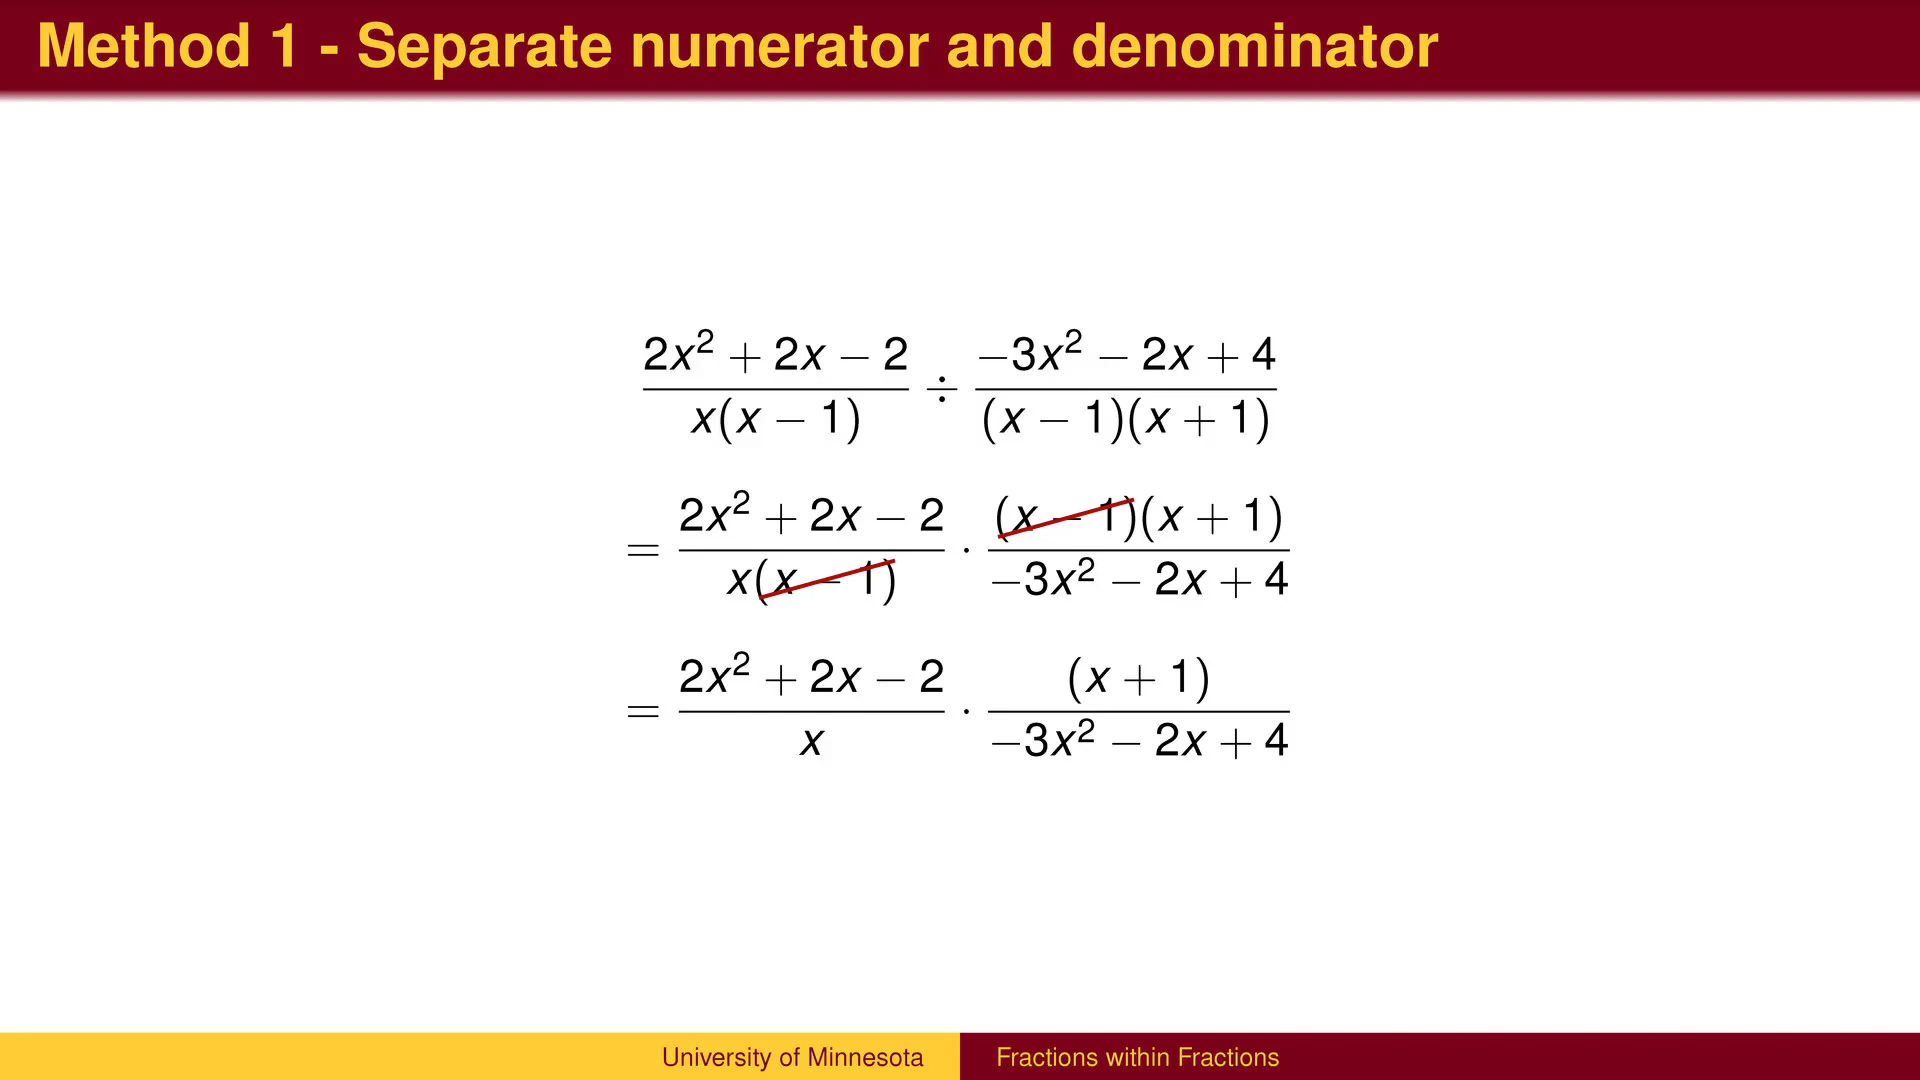 Method 1 - Separate numerator and denominator
2x² + 2x − 2 / x(x − 1) ÷ −3x² − 2x + 4 / (x − 1)(x + 1)
= 2x² + 2x − 2 / x(x − 1) · (x − 1)(x + 1) / −3x² − 2x + 4
= 2x² + 2x − 2 / x · (x + 1) / −3x² − 2x + 4
University of Minnesota
Fractions within Fractions